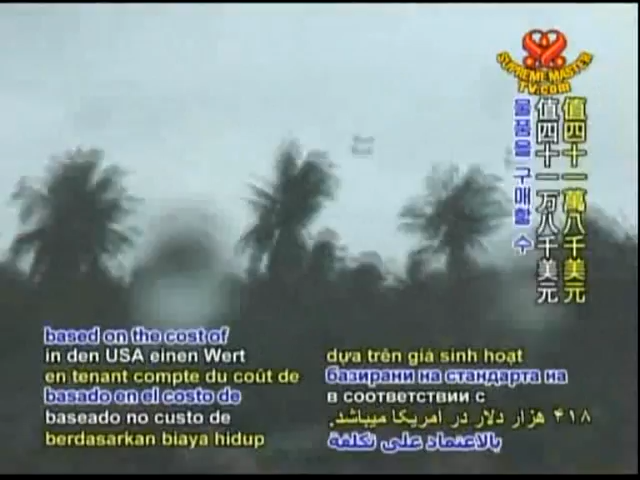 SUPREME MASTER
TV.com
值四十一萬八千美元
值四十一万八千美元
물품을 구매할 수
based on the cost of
in den USA einen Wert
en tenant compte du coût de
basado en el costo de
baseado no custo de
berdasarkan biaya hidup
dựa trên giá sinh hoạt
базирани на стандарта на
в соответствии с
۴۱۸ هزار دلار در آمریکا میباشد.
بالاعتماد على تكلفة